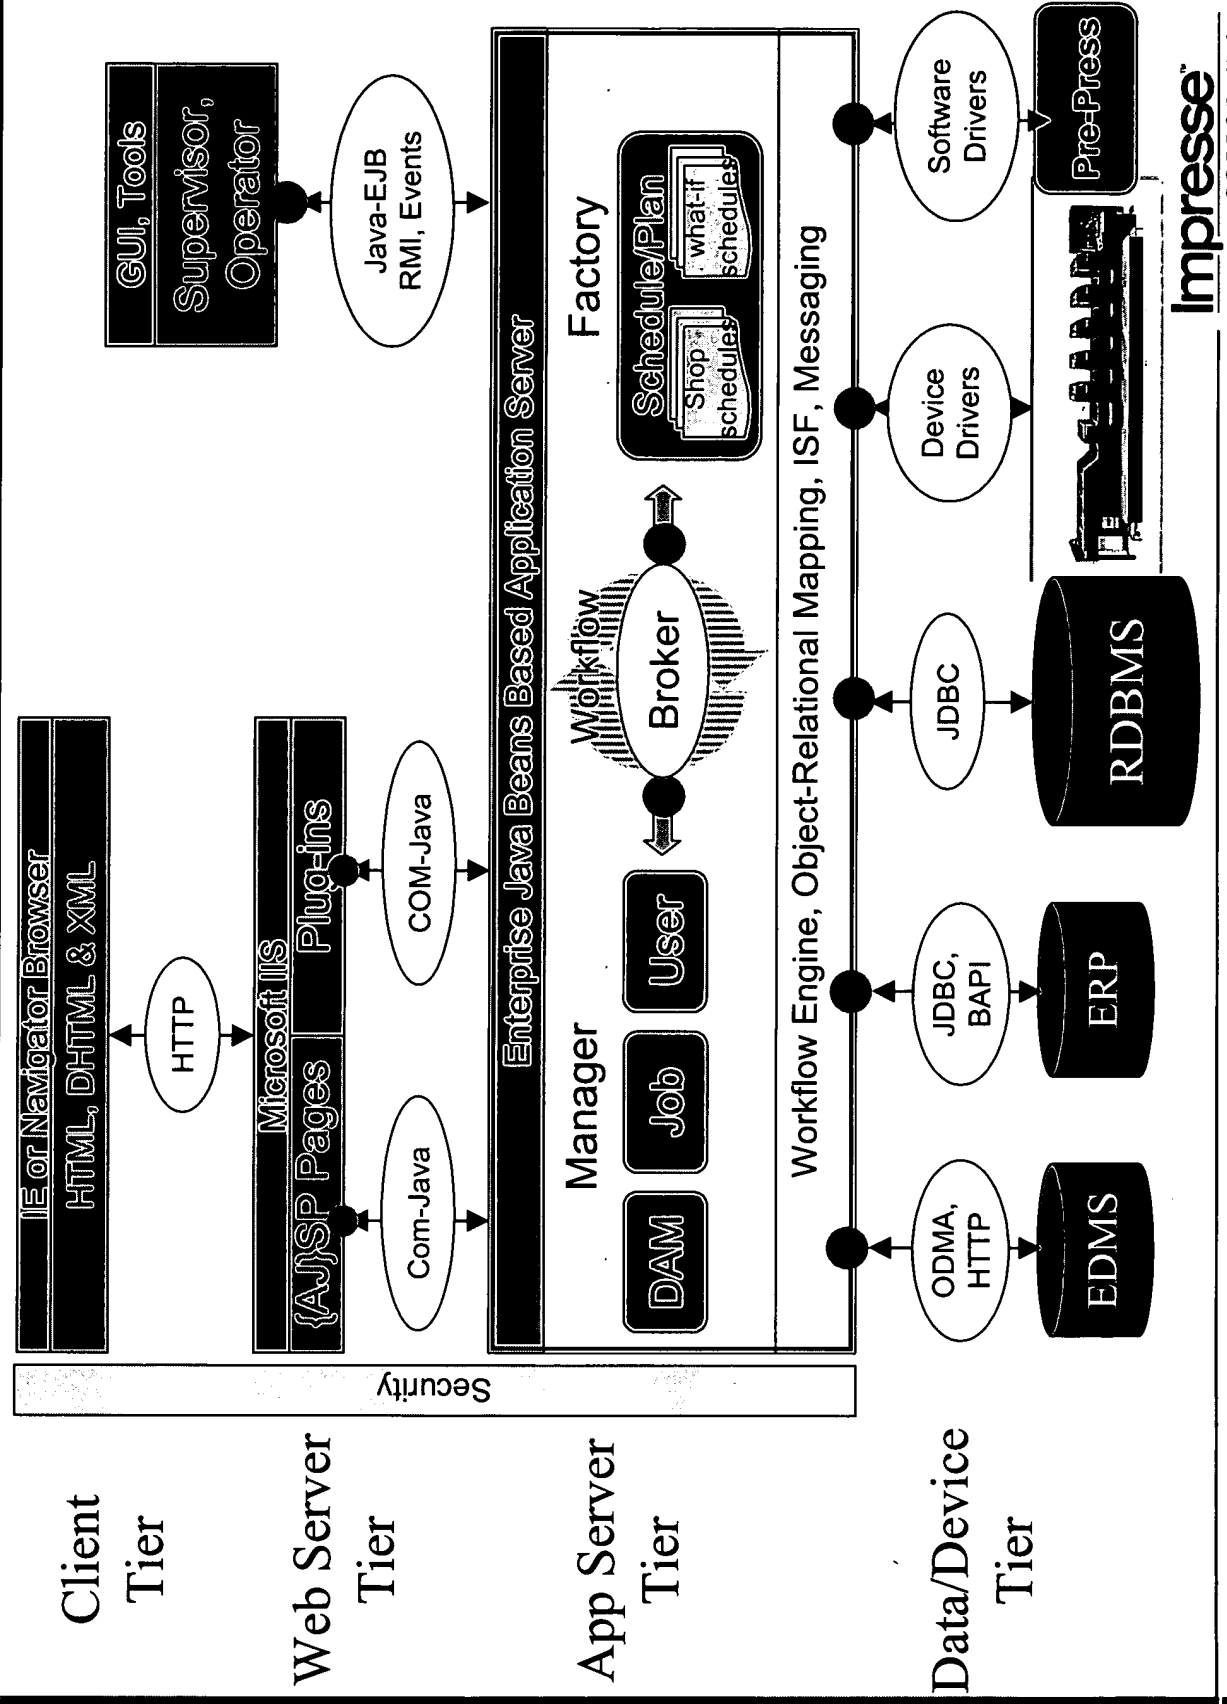 Client
Tier
IE or Navigator Browser
HTML, DHTML & XML
GUI, Tools
Supervisor,
Operator
HTTP
Web Server
Tier
Microsoft IIS
{AJ}SP Pages
Plug-ins
Java-EJB
RMI, Events
Com-Java
COM-Java
Security
App Server
Tier
Enterprise Java Beans Based Application Server
Manager
DAM
Job
User
Workflow
Broker
Factory
Schedule/Plan
Shop
schedules
what-if
schedules
Workflow Engine, Object-Relational Mapping, ISF, Messaging
Data/Device
Tier
ODMA,
HTTP
JDBC,
BAPI
JDBC
Device
Drivers
Software
Drivers
EDMS
ERP
RDBMS
Pre-Press
Impresse™